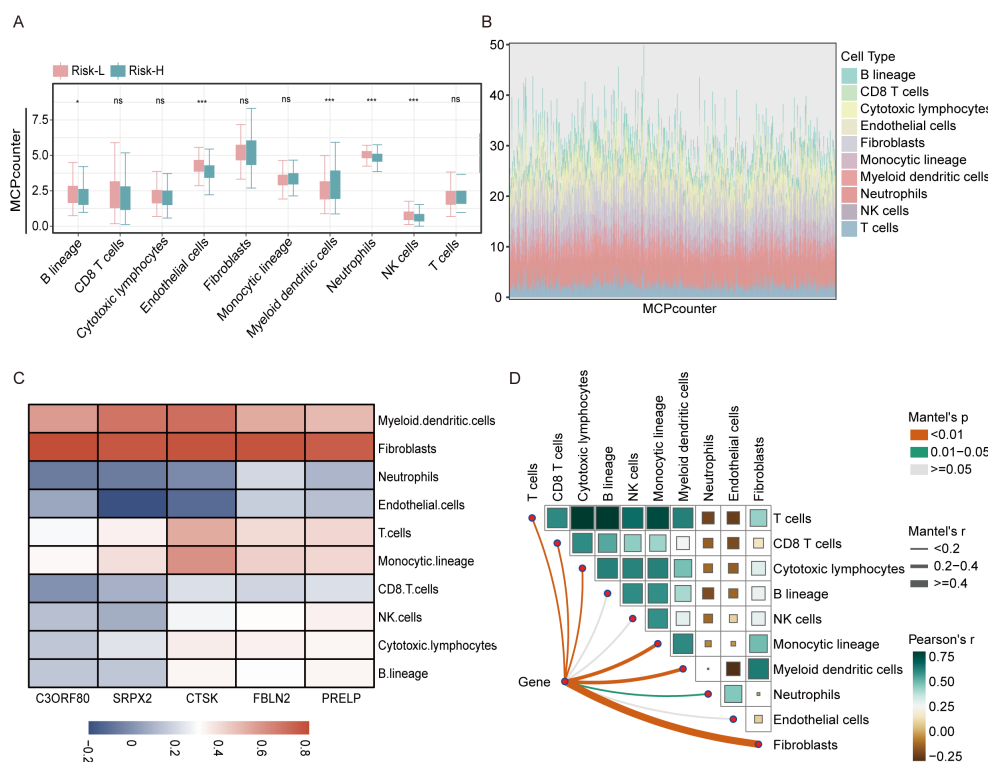 A
Risk-L Risk-H
* ns ns *** ns ns *** *** *** ns
MCPcounter
7.5
5.0
2.5
0.0
B lineage
CD8 T cells
Cytotoxic lymphocytes
Endothelial cells
Fibroblasts
Monocytic lineage
Myeloid dendritic cells
Neutrophils
NK cells
T cells
B
50
40
30
20
10
0
MCPcounter
Cell Type
B lineage
CD8 T cells
Cytotoxic lymphocytes
Endothelial cells
Fibroblasts
Monocytic lineage
Myeloid dendritic cells
Neutrophils
NK cells
T cells
C
Myeloid.dendritic.cells
Fibroblasts
Neutrophils
Endothelial.cells
T.cells
Monocytic.lineage
CD8.T.cells
NK.cells
Cytotoxic.lymphocytes
B.lineage
C3ORF80 SRPX2 CTSK FBLN2 PRELP
−0.2 0 0.2 0.4 0.6 0.8
D
T cells
CD8 T cells
Cytotoxic lymphocytes
B lineage
NK cells
Monocytic lineage
Myeloid dendritic cells
Neutrophils
Endothelial cells
Fibroblasts
T cells
CD8 T cells
Cytotoxic lymphocytes
B lineage
NK cells
Monocytic lineage
Myeloid dendritic cells
Neutrophils
Endothelial cells
Fibroblasts
Gene
Mantel's p
<0.01
0.01−0.05
>=0.05
Mantel's r
<0.2
0.2−0.4
>=0.4
Pearson's r
0.75
0.50
0.25
0.00
−0.25